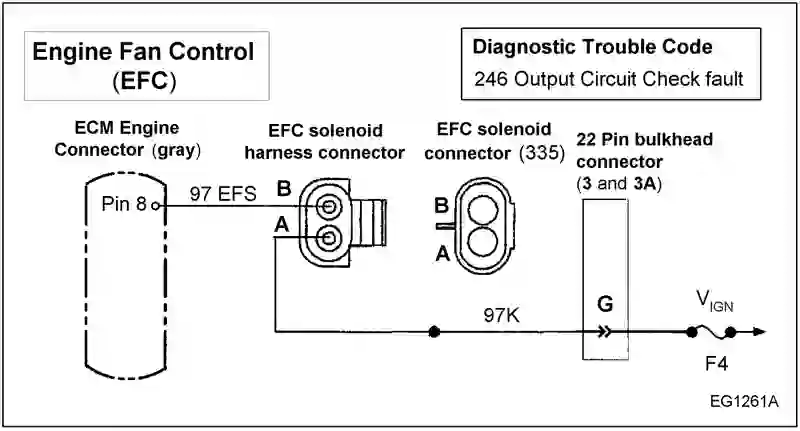 Engine Fan Control
(EFC)
Diagnostic Trouble Code
246 Output Circuit Check fault
ECM Engine
Connector (gray)
EFC solenoid
harness connector
EFC solenoid
connector (335)
22 Pin bulkhead
connector
(3 and 3A)
Pin 8
97 EFS
B
A
B
A
97K
G
VIGN
F4
EG1261A